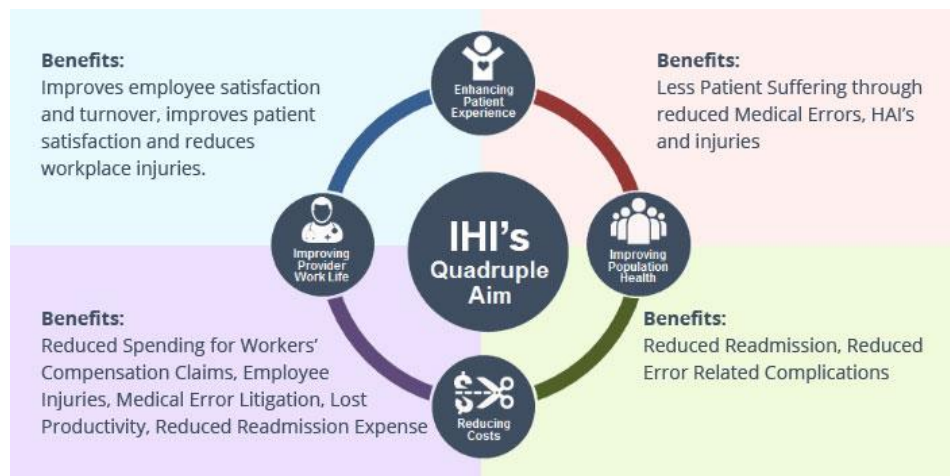 Benefits:
Improves employee satisfaction
and turnover, improves patient
satisfaction and reduces
workplace injuries.
Enhancing
Patient
Experience
Benefits:
Less Patient Suffering through
reduced Medical Errors, HAI's
and injuries
Improving
Provider
Work Life
IHI's
Quadruple
Aim
Improving
Population
Health
Benefits:
Reduced Spending for Workers'
Compensation Claims, Employee
Injuries, Medical Error Litigation, Lost
Productivity, Reduced Readmission Expense
Reducing
Costs
Benefits:
Reduced Readmission, Reduced
Error Related Complications